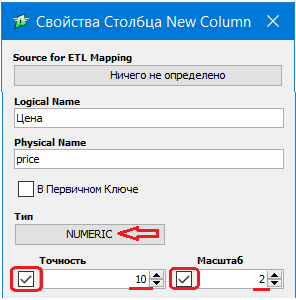 Свойства Столбца New Column
Source for ETL Mapping
Ничего не определено
Logical Name
Цена
Physical Name
price
В Первичном Ключе
Тип
NUMERIC
Точность Масштаб
10 2